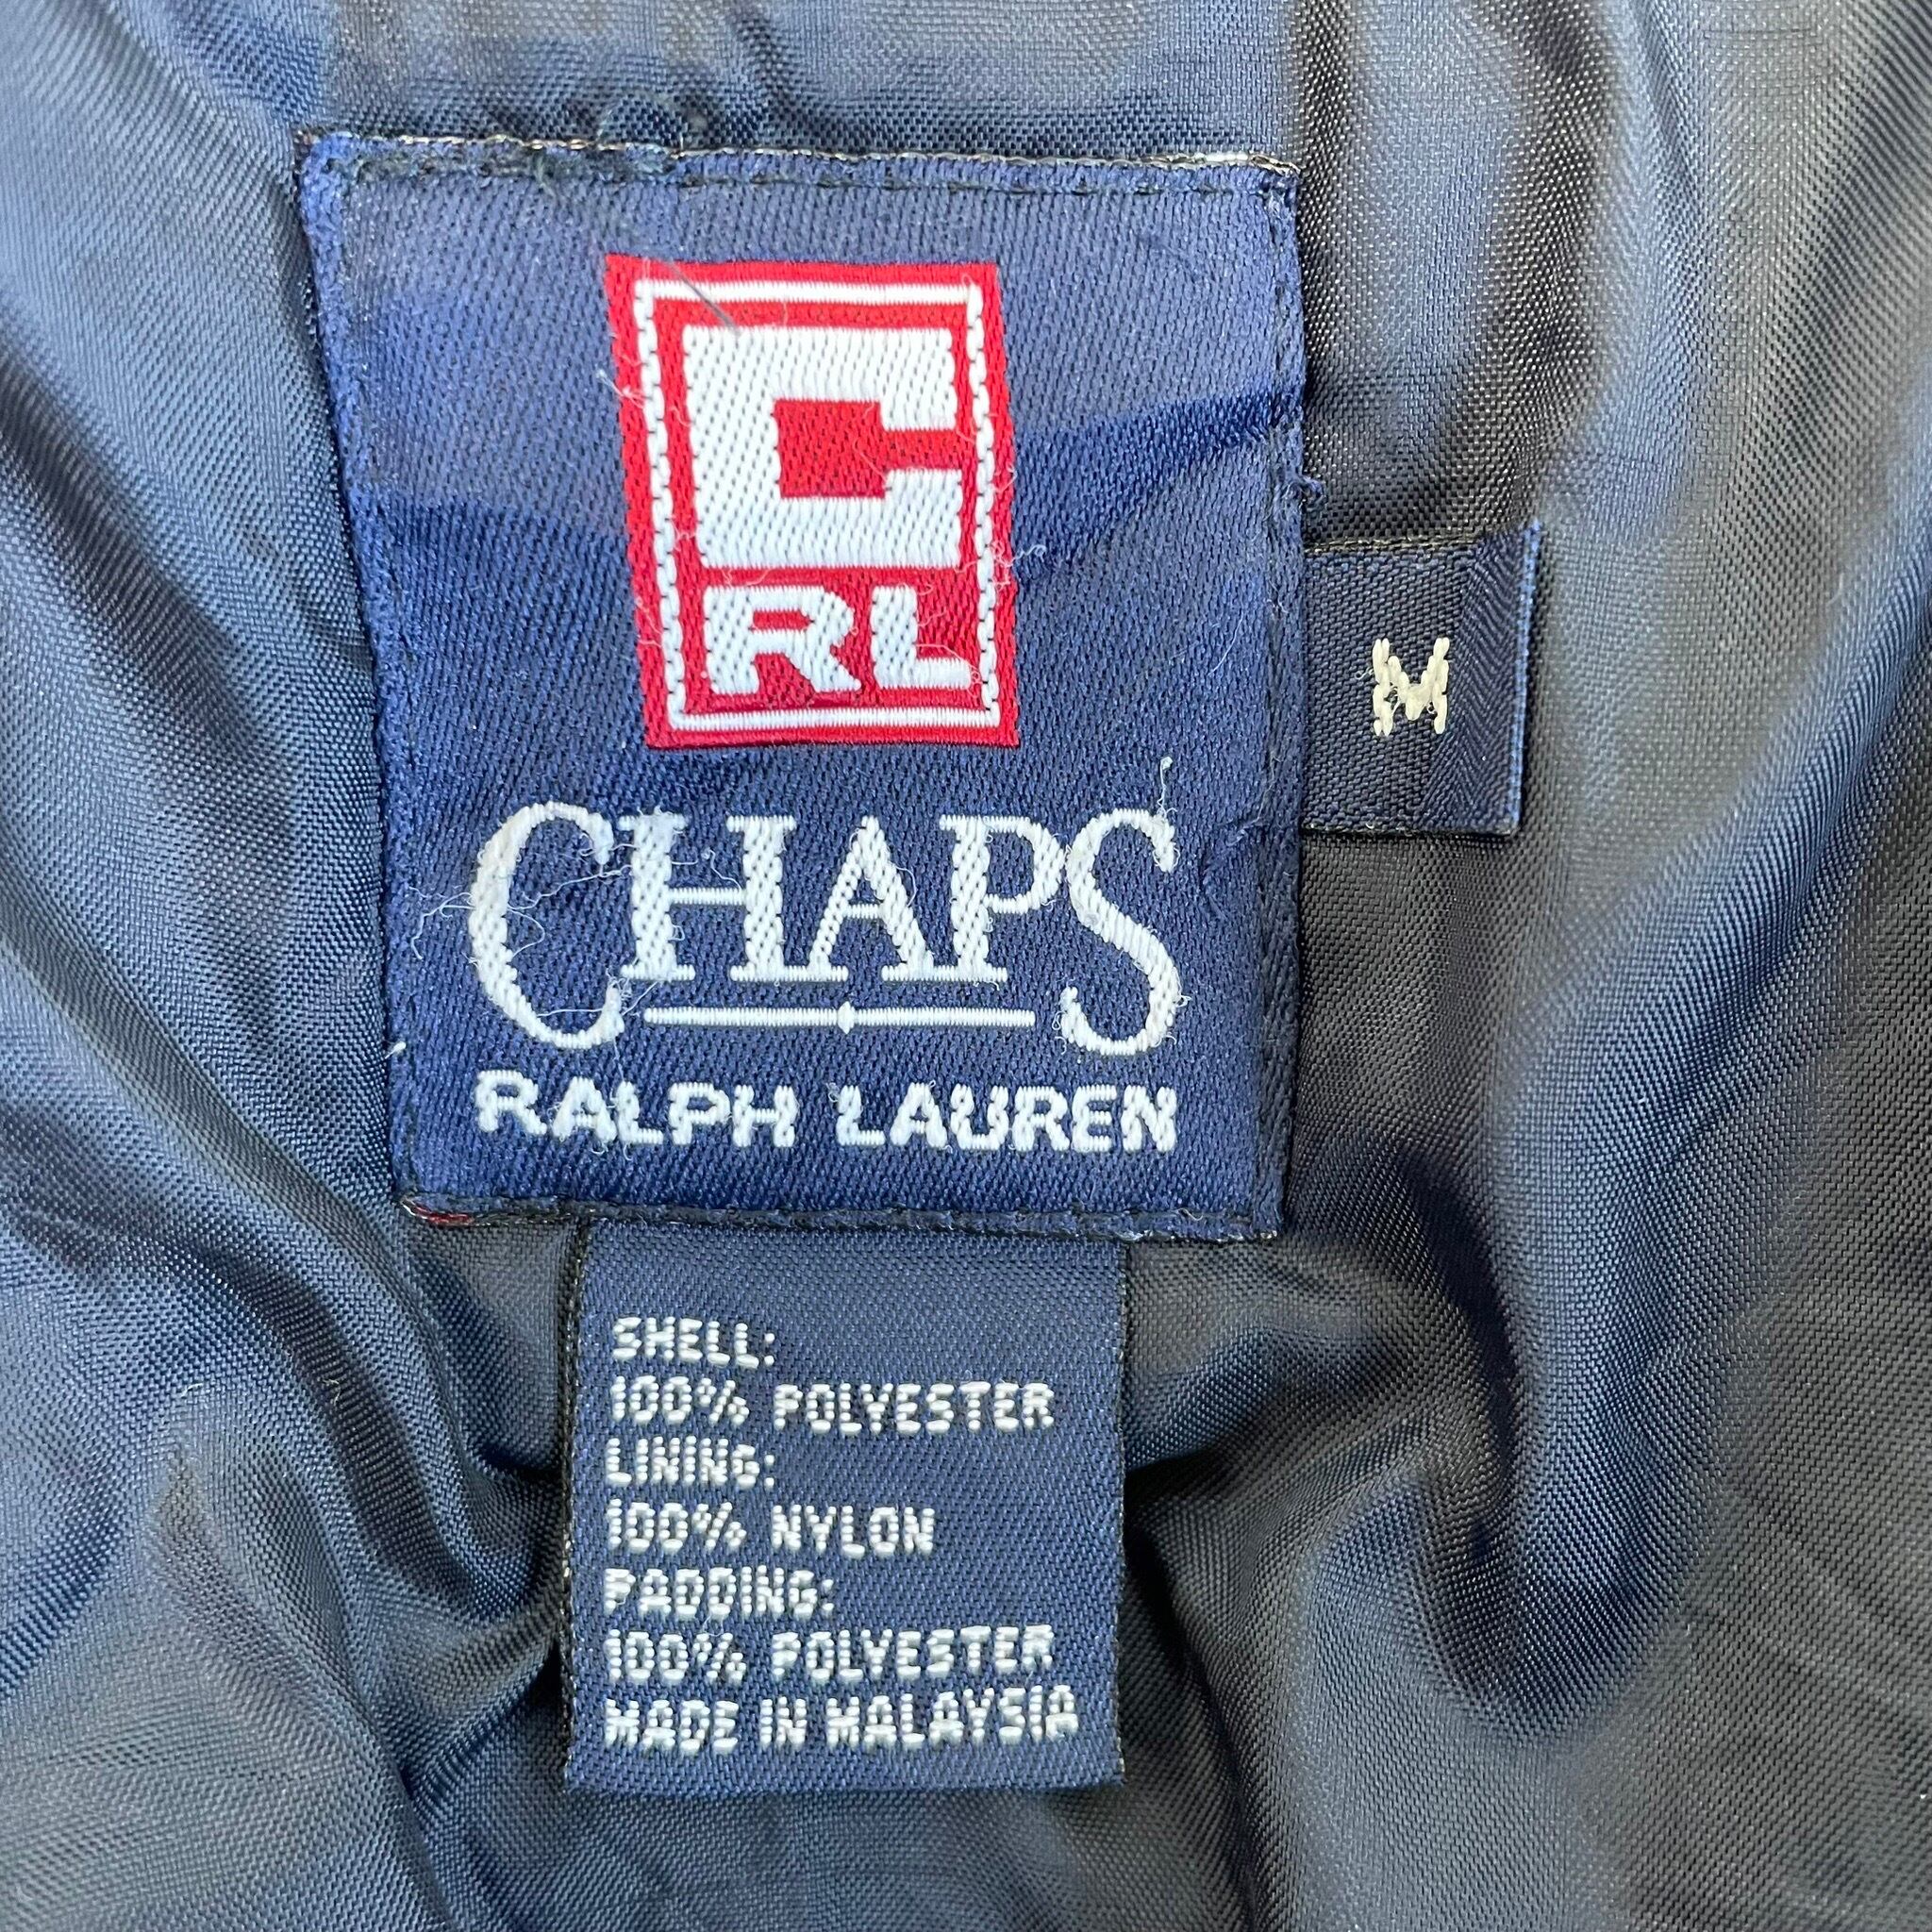 C
RL
CHAPS
RALPH LAUREN
M
SHELL:
100% POLYESTER
LINING:
100% NYLON
PADDING:
100% POLYESTER
MADE IN MALAYSIA